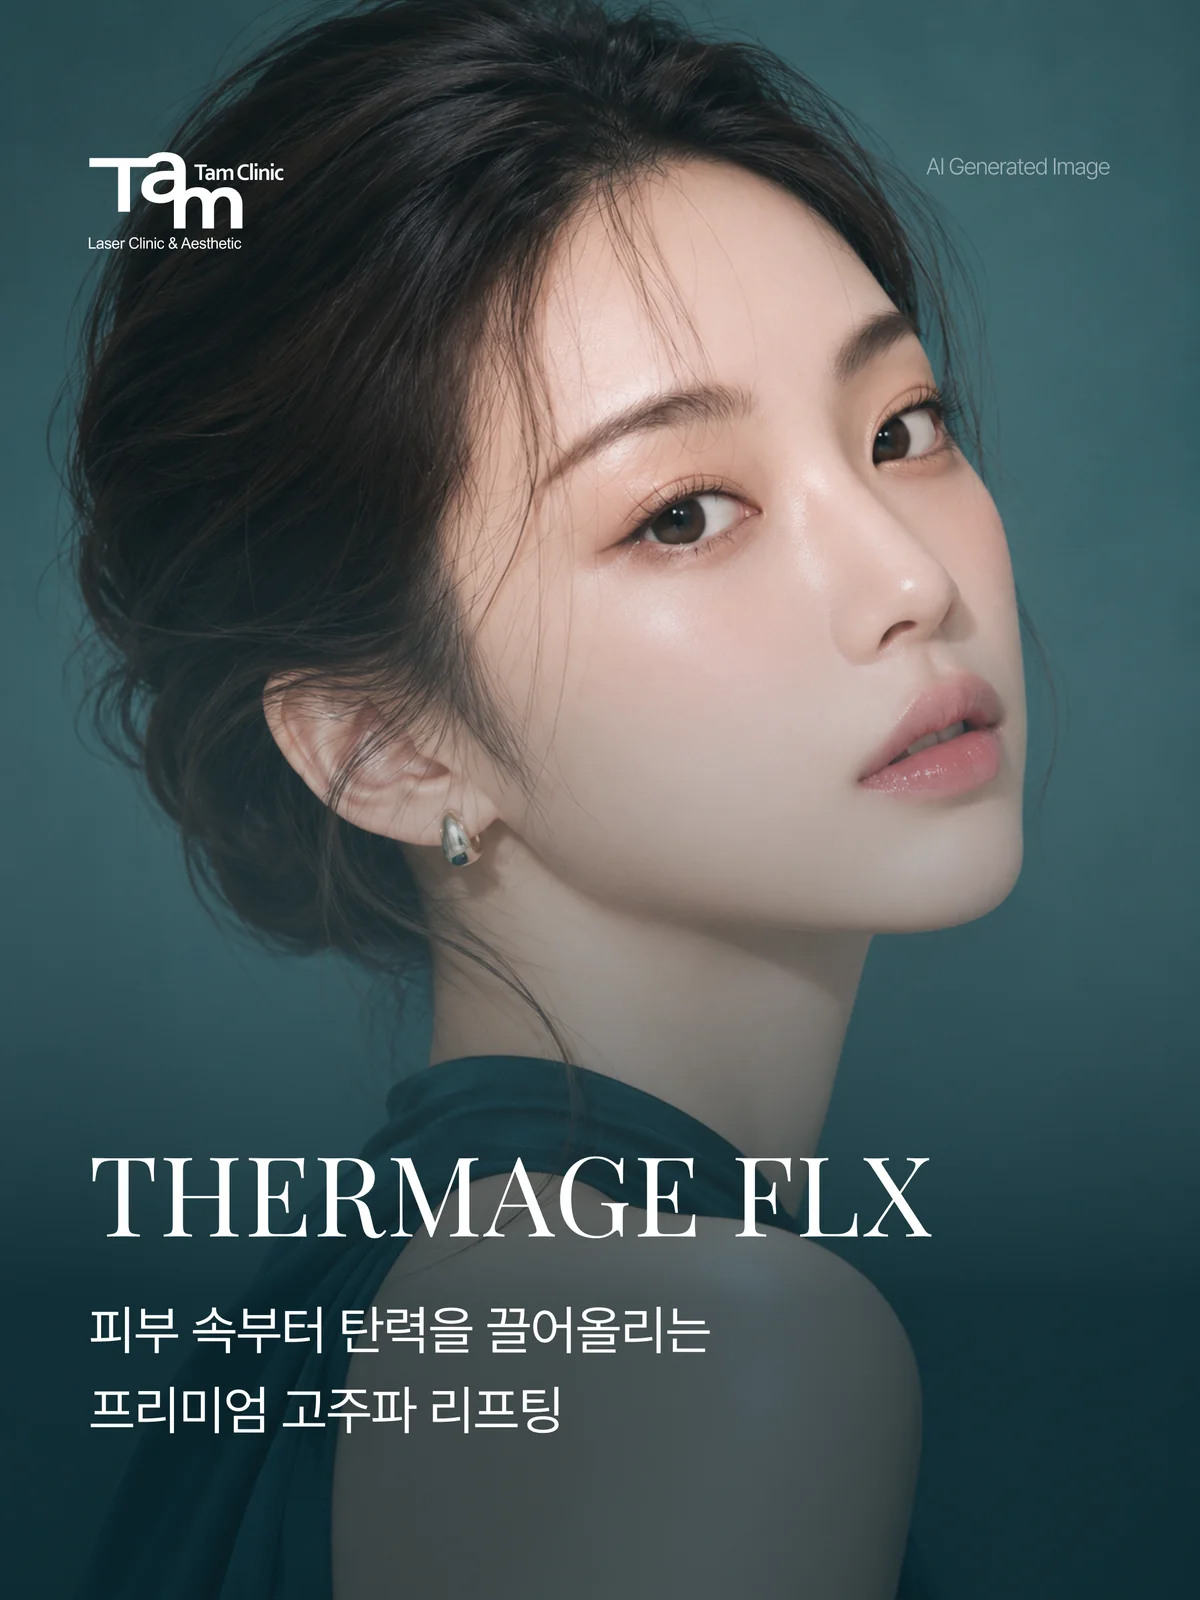 Tam
Tam Clinic
Laser Clinic & Aesthetic
AI Generated Image
THERMAGE FLX
피부 속부터 탄력을 끌어올리는
프리미엄 고주파 리프팅